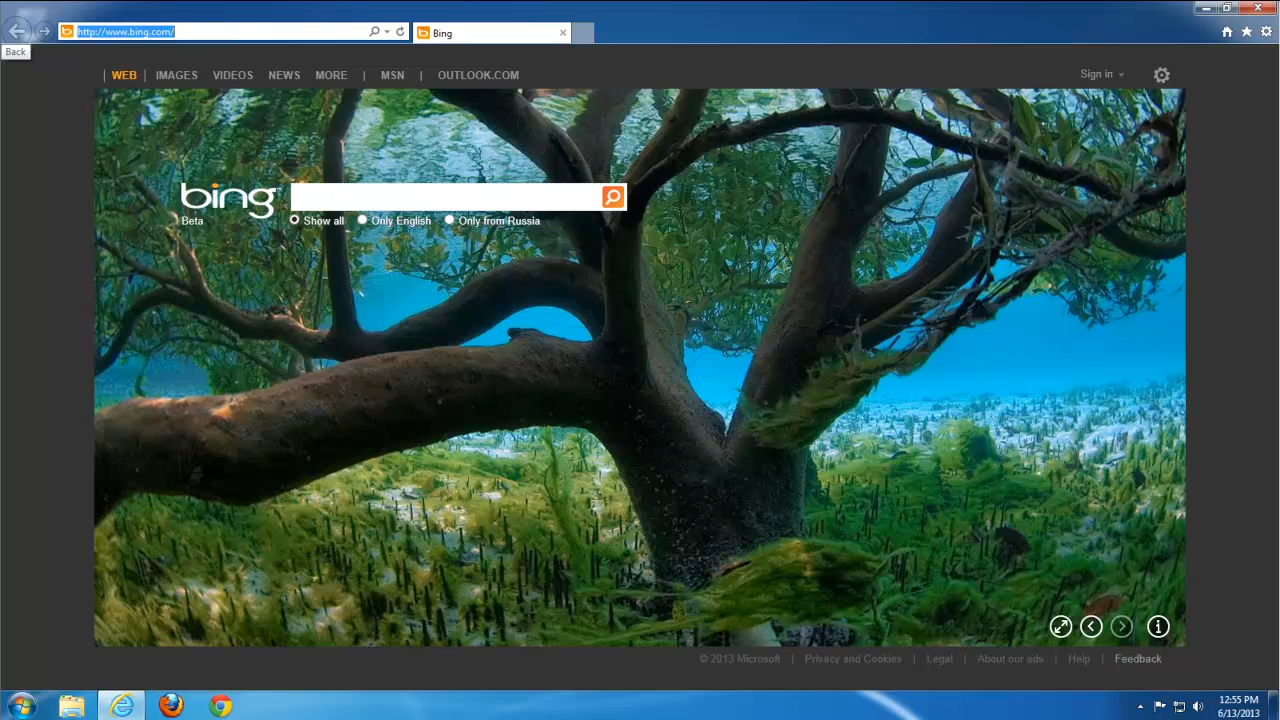 http://www.bing.com/
Bing
Back
WEB IMAGES VIDEOS NEWS MORE | MSN | OUTLOOK.COM
Sign in
bing
Beta
Show all Only English Only from Russia
© 2013 Microsoft | Privacy and Cookies | Legal | About our ads | Help | Feedback
12:55 PM
6/13/2013